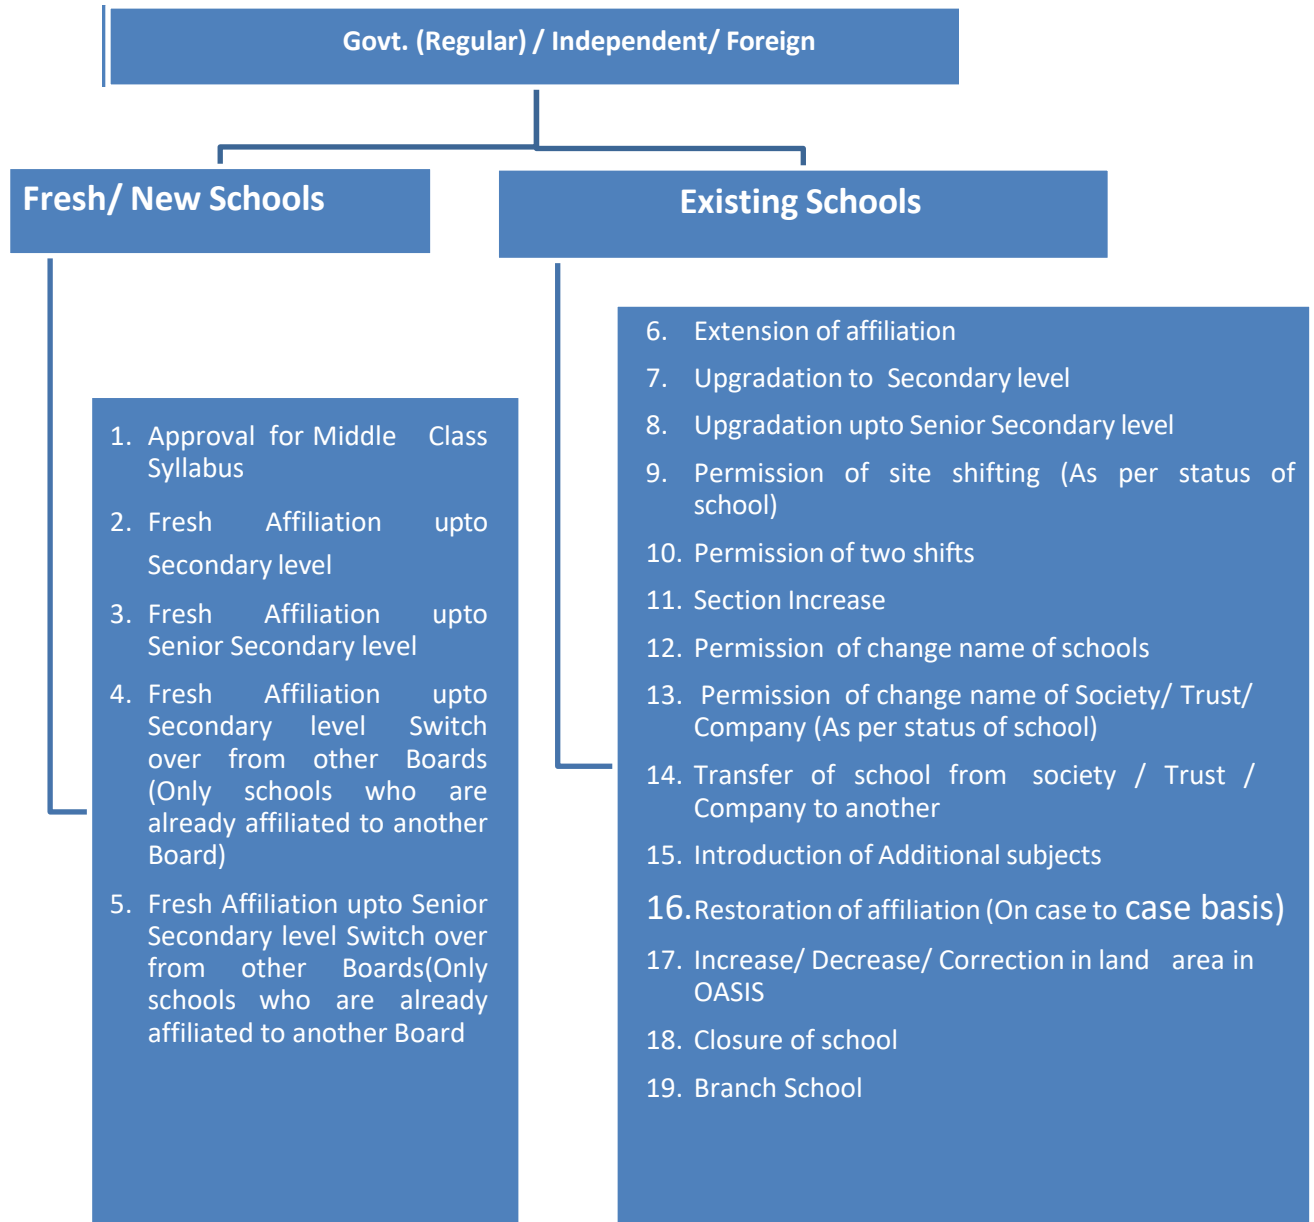 Govt. (Regular) / Independent/ Foreign
Fresh/ New Schools
Existing Schools
1. Approval for Middle Class
Syllabus
2. Fresh Affiliation upto
Secondary level
3. Fresh Affiliation upto
Senior Secondary level
4. Fresh Affiliation upto
Secondary level Switch
over from other Boards
(Only schools who are
already affiliated to another
Board)
5. Fresh Affiliation upto Senior
Secondary level Switch over
from other Boards(Only
schools who are already
affiliated to another Board
6. Extension of affiliation
7. Upgradation to Secondary level
8. Upgradation upto Senior Secondary level
9. Permission of site shifting (As per status of
school)
10. Permission of two shifts
11. Section Increase
12. Permission of change name of schools
13. Permission of change name of Society/ Trust/
Company (As per status of school)
14. Transfer of school from society / Trust /
Company to another
15. Introduction of Additional subjects
16. Restoration of affiliation (On case to case basis)
17. Increase/ Decrease/ Correction in land area in
OASIS
18. Closure of school
19. Branch School